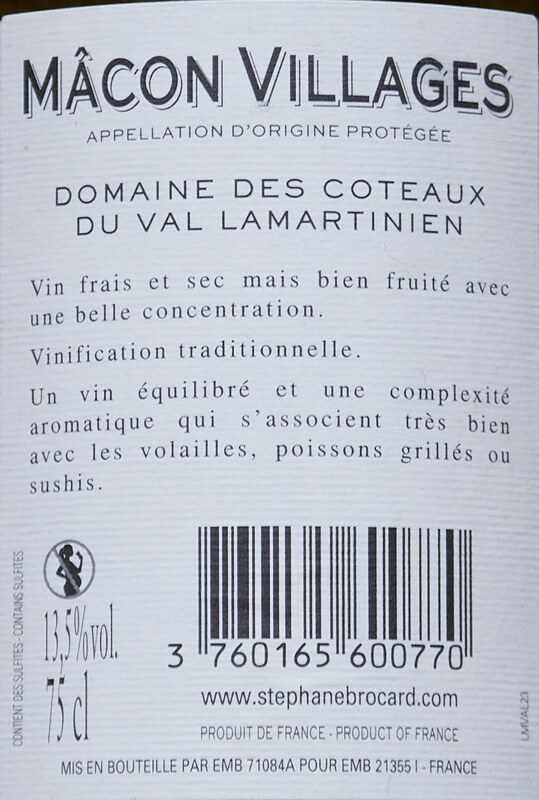 MÂCON VILLAGES
APPELLATION D'ORIGINE PROTÉGÉE
DOMAINE DES COTEAUX
DU VAL LAMARTINIEN
Vin frais et sec mais bien fruité avec
une belle concentration.
Vinification traditionnelle.
Un vin équilibré et une complexité
aromatique qui s'associent très bien
avec les volailles, poissons grillés ou
sushis.
CONTIENT DES SULFITES - CONTAINS SULFITES
13,5%vol.
75 cl
3 760165 600770
www.stephanebrocard.com
PRODUIT DE FRANCE - PRODUCT OF FRANCE
LMVAL23
MIS EN BOUTEILLE PAR EMB 71084A POUR EMB 21355 I - FRANCE